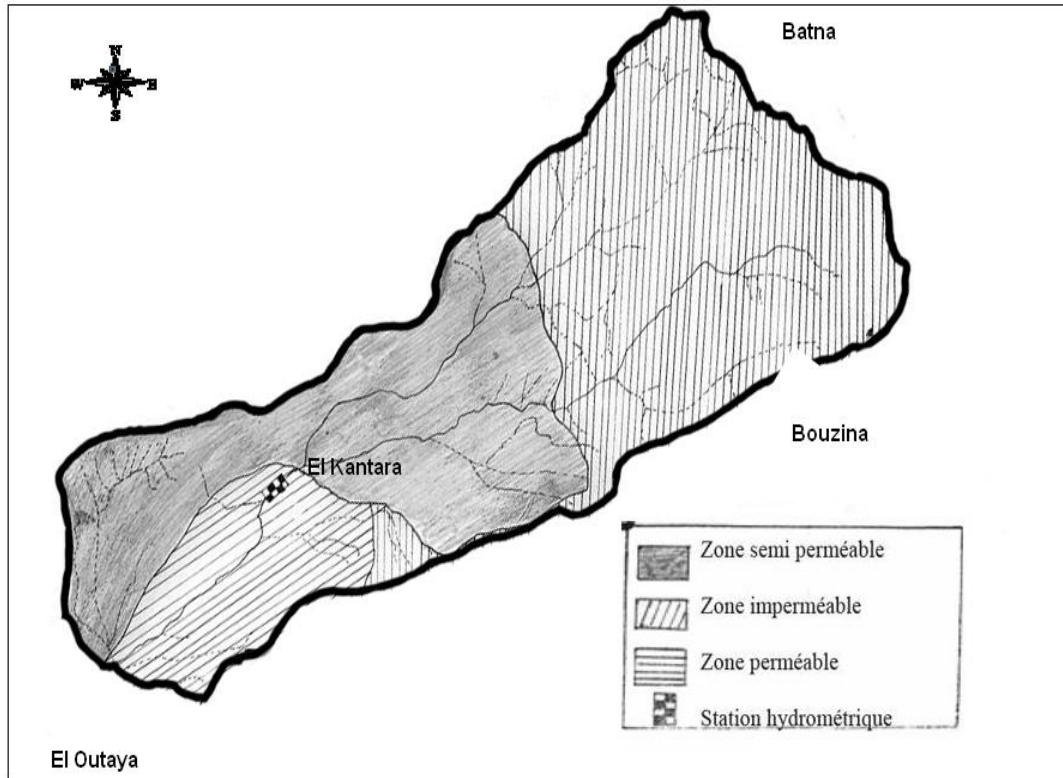 Batna
N
W E
S
Bouzina
El Kantara
Zone semi perméable
Zone imperméable
Zone perméable
Station hydrométrique
El Outaya